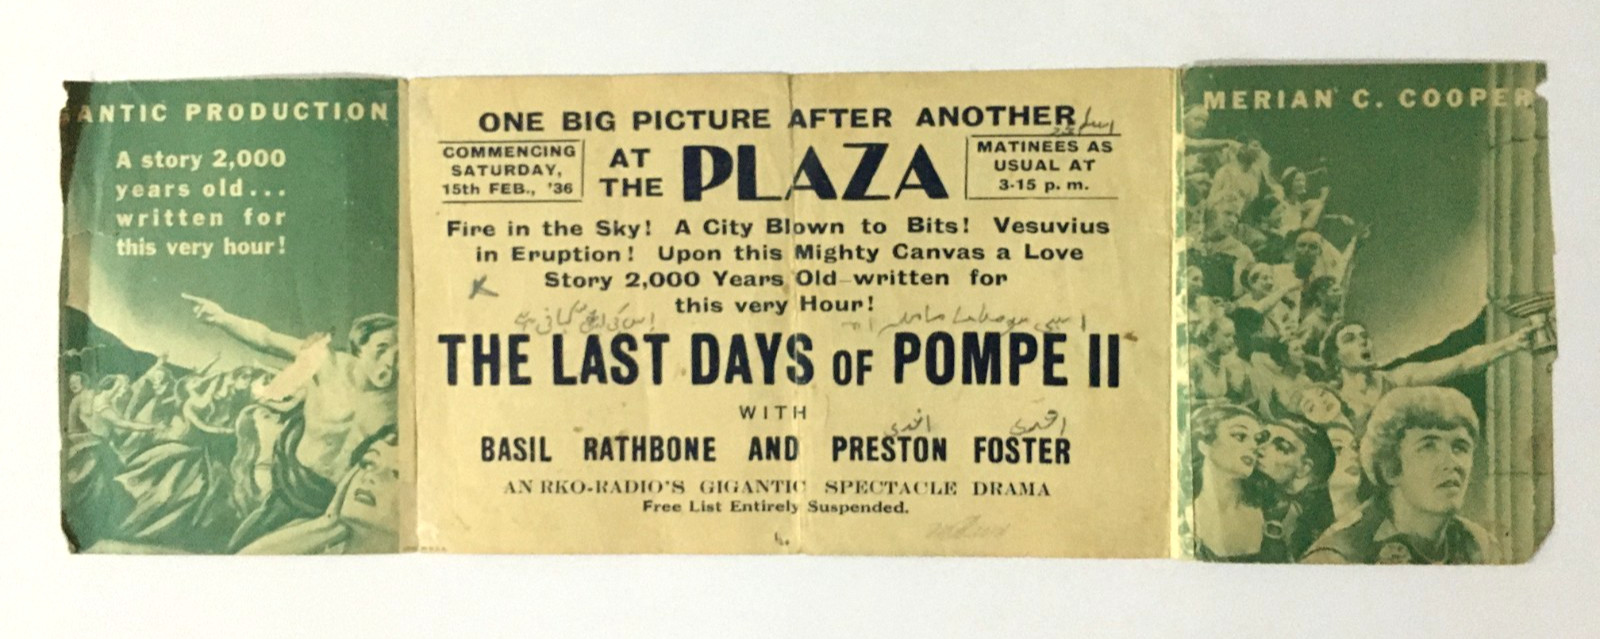 ANTIC PRODUCTION
A story 2,000
years old...
written for
this very hour!
ONE BIG PICTURE AFTER ANOTHER
COMMENCING
SATURDAY,
15th FEB., '36
AT
THE
PLAZA
MATINEES AS
USUAL AT
3-15 p. m.
Fire in the Sky! A City Blown to Bits! Vesuvius
in Eruption! Upon this Mighty Canvas a Love
Story 2,000 Years Old—written for
this very Hour!
THE LAST DAYS OF POMPE II
WITH
BASIL RATHBONE AND PRESTON FOSTER
AN RKO-RADIO'S GIGANTIC SPECTACLE DRAMA
Free List Entirely Suspended.
MERIAN C. COOPER